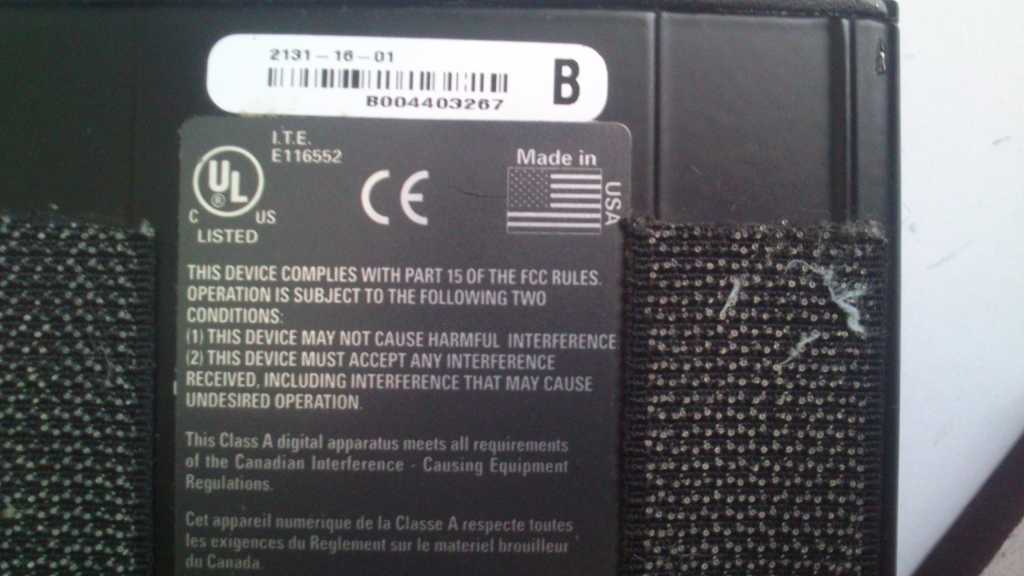 2131-16-01
B
B004403267
I.T.E.
E116552
UL
®
C US
LISTED
CE
Made in
USA
THIS DEVICE COMPLIES WITH PART 15 OF THE FCC RULES.
OPERATION IS SUBJECT TO THE FOLLOWING TWO
CONDITIONS:
(1) THIS DEVICE MAY NOT CAUSE HARMFUL INTERFERENCE
(2) THIS DEVICE MUST ACCEPT ANY INTERFERENCE
RECEIVED, INCLUDING INTERFERENCE THAT MAY CAUSE
UNDESIRED OPERATION.
This Class A digital apparatus meets all requirements
of the Canadian Interference - Causing Equipment
Regulations.
Cet appareil numerique de la Classe A respecte toutes
les exigences du Reglement sur le materiel brouilleur
du Canada.